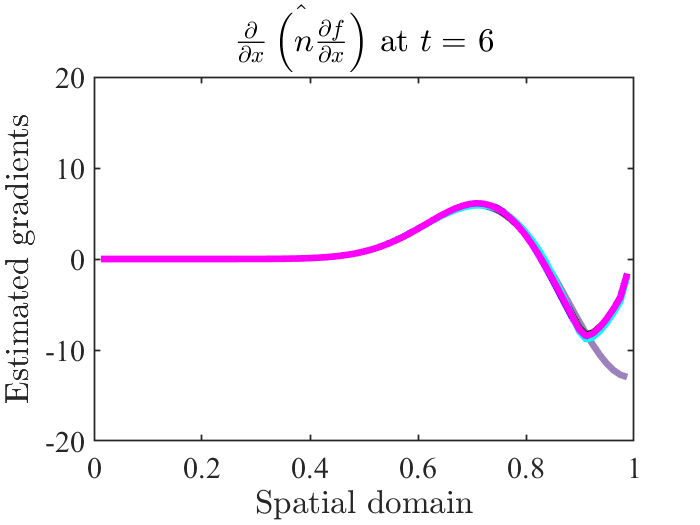 ∂/∂x (n̂ ∂f/∂x) at t = 6
Estimated gradients
20
10
0
-10
-20
0 0.2 0.4 0.6 0.8 1
Spatial domain